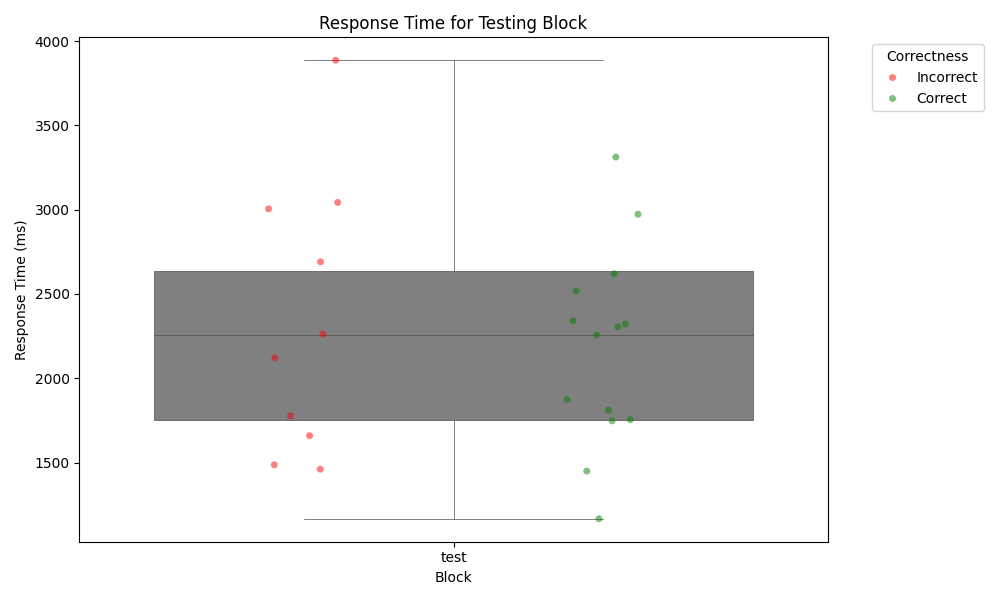 Response Time for Testing Block
Response Time (ms)
4000
3500
3000
2500
2000
1500
test
Block
Correctness
Incorrect
Correct